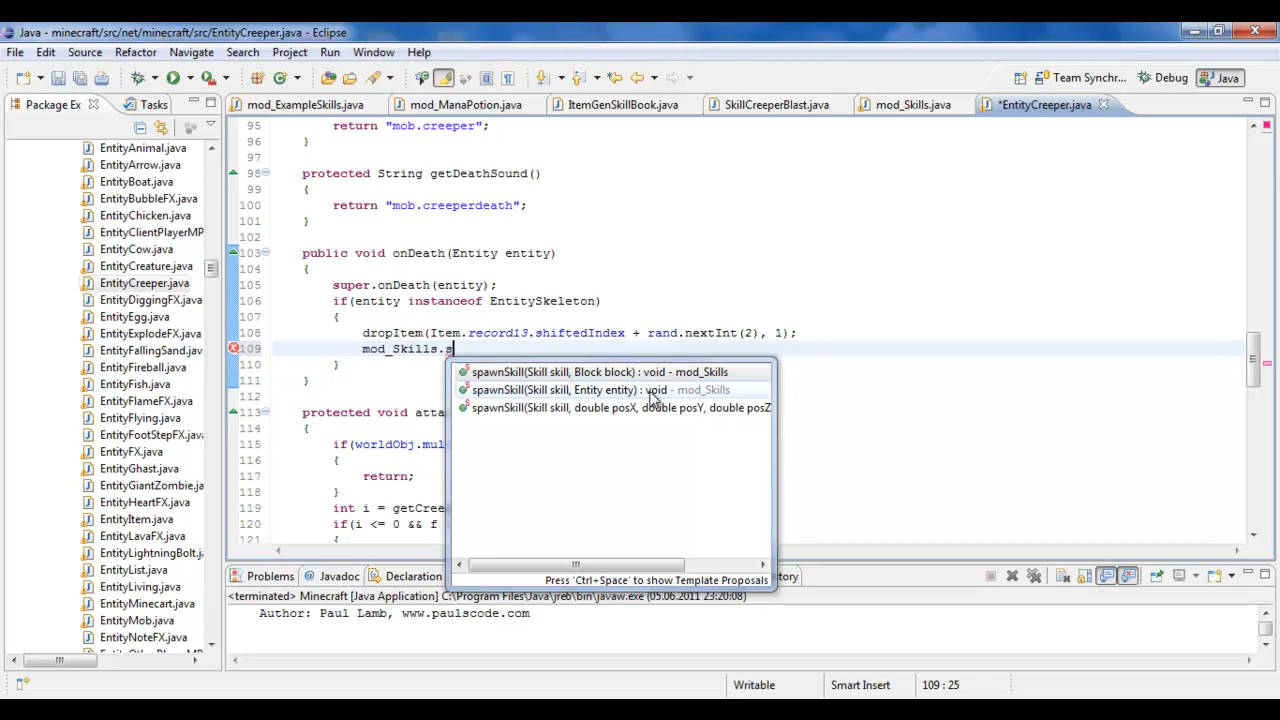 Java - minecraft/src/net/minecraft/src/EntityCreeper.java - Eclipse
File Edit Source Refactor Navigate Search Project Run Window Help
Team Synchr... Debug Java
Package Ex Tasks
mod_ExampleSkills.java mod_ManaPotion.java ItemGenSkillBook.java SkillCreeperBlast.java mod_Skills.java *EntityCreeper.java
EntityAnimal.java
EntityArrow.java
EntityBoat.java
EntityBubbleFX.java
EntityChicken.java
EntityClientPlayerMP
EntityCow.java
EntityCreature.java
EntityCreeper.java
EntityDiggingFX.java
EntityEgg.java
EntityExplodeFX.java
EntityFallingSand.java
EntityFireball.java
EntityFish.java
EntityFlameFX.java
EntityFlying.java
EntityFootStepFX.java
EntityFX.java
EntityGhast.java
EntityGiantZombie.java
EntityHeartFX.java
EntityItem.java
EntityLavaFX.java
EntityLightningBolt.j
EntityList.java
EntityLiving.java
EntityMinecart.java
EntityMob.java
EntityNoteFX.java
95 return "mob.creeper";
96 }
97
98 protected String getDeathSound()
99 {
100 return "mob.creeperdeath";
101 }
102
103 public void onDeath(Entity entity)
104 {
105 super.onDeath(entity);
106 if(entity instanceof EntitySkeleton)
107 {
108 dropItem(Item.record13.shiftedIndex + rand.nextInt(2), 1);
109 mod_Skills.s
110 }
111 }
112
113 protected void atta
114 {
115 if(worldObj.mul
116 {
117 return;
118 }
119 int i = getCree
120 if(i <= 0 && f
121 {
spawnSkill(Skill skill, Block block) : void - mod_Skills
spawnSkill(Skill skill, Entity entity) : void - mod_Skills
spawnSkill(Skill skill, double posX, double posY, double posZ
Press 'Ctrl+Space' to show Template Proposals
Problems Javadoc Declaration tory
<terminated> Minecraft [Java Application] C:\Program Files\Java\jre6\bin\javaw.exe (05.06.2011 23:20:08)
Author: Paul Lamb, www.paulscode.com
Writable Smart Insert 109 : 25